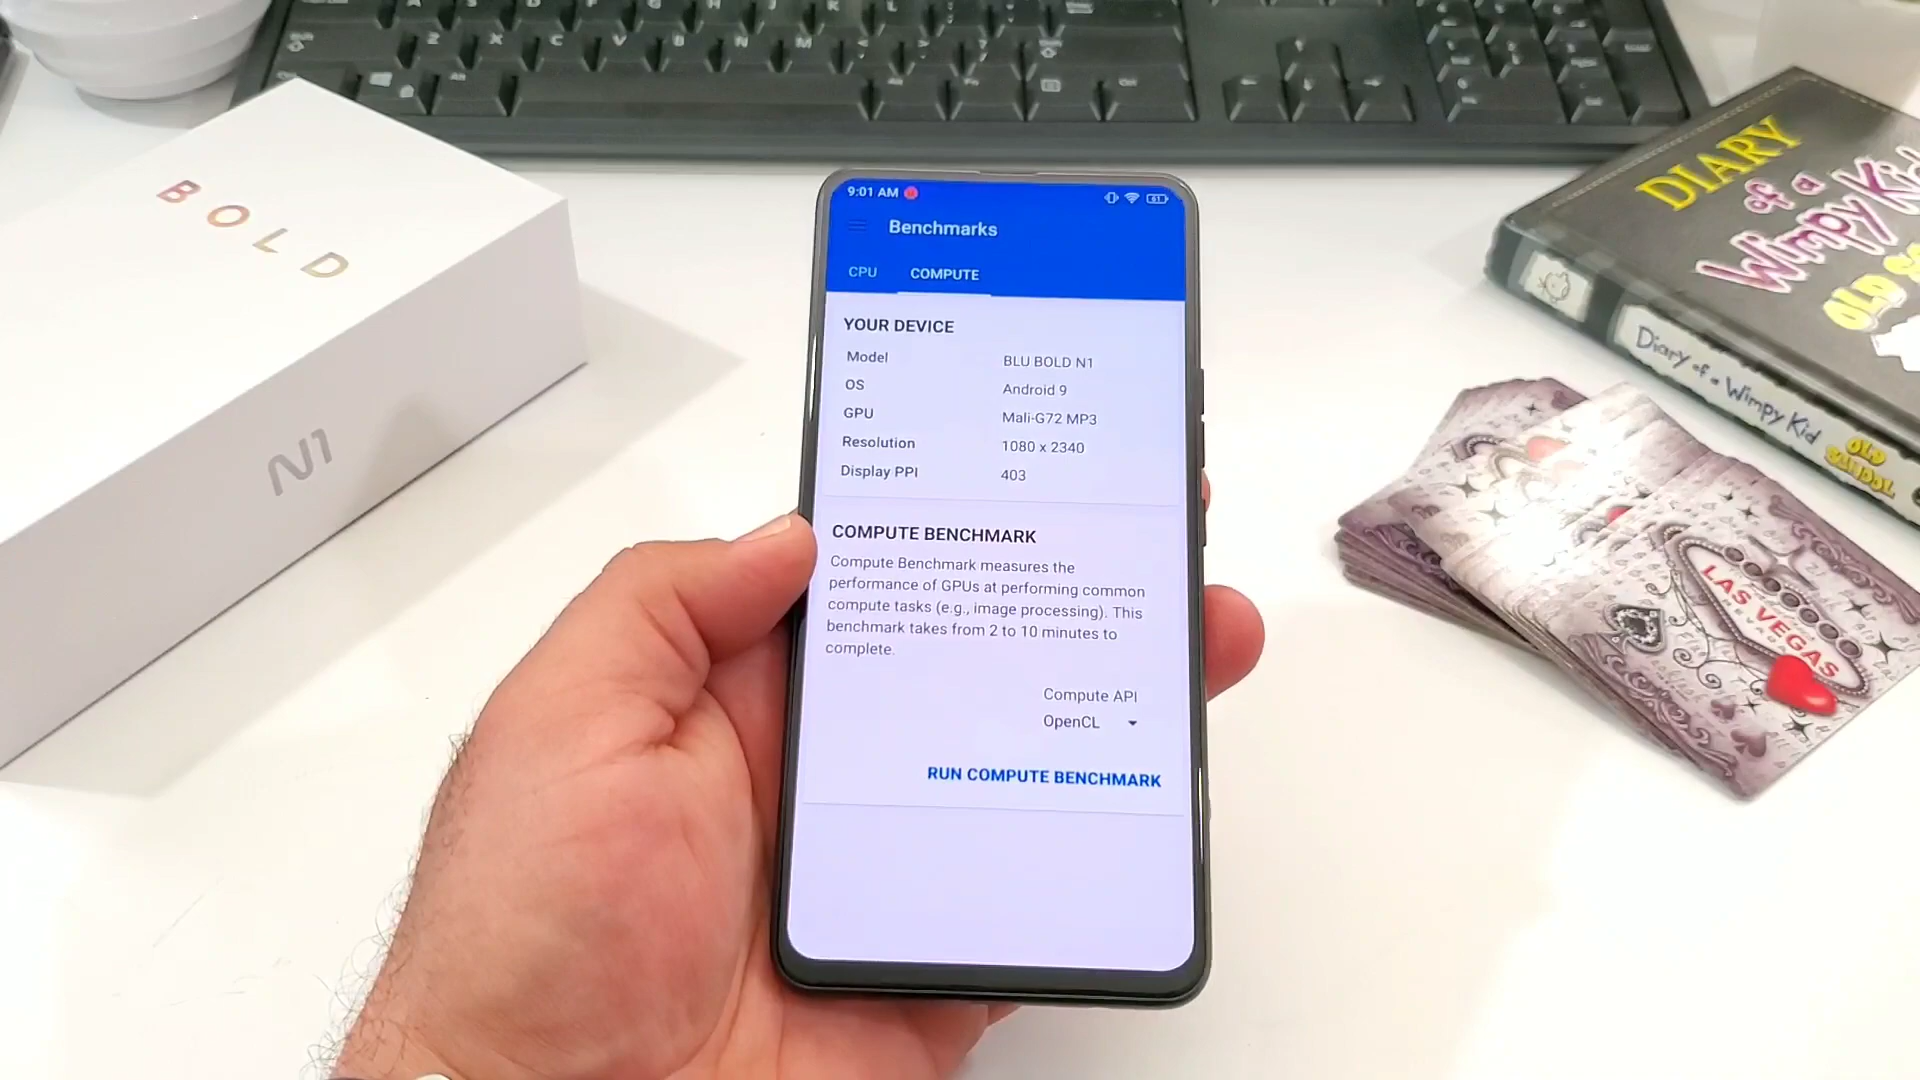 BOLD
N1
9:01 AM
61
Benchmarks
CPU
COMPUTE
YOUR DEVICE
Model
BLU BOLD N1
OS
Android 9
GPU
Mali-G72 MP3
Resolution
1080 x 2340
Display PPI
403
COMPUTE BENCHMARK
Compute Benchmark measures the
performance of GPUs at performing common
compute tasks (e.g., image processing). This
benchmark takes from 2 to 10 minutes to
complete.
Compute API
OpenCL
RUN COMPUTE BENCHMARK
DIARY
of a
Wimpy Kid
OLD
Diary of a Wimpy Kid
OLD
SCHOOL
LAS VEGAS
Z X C V B N M